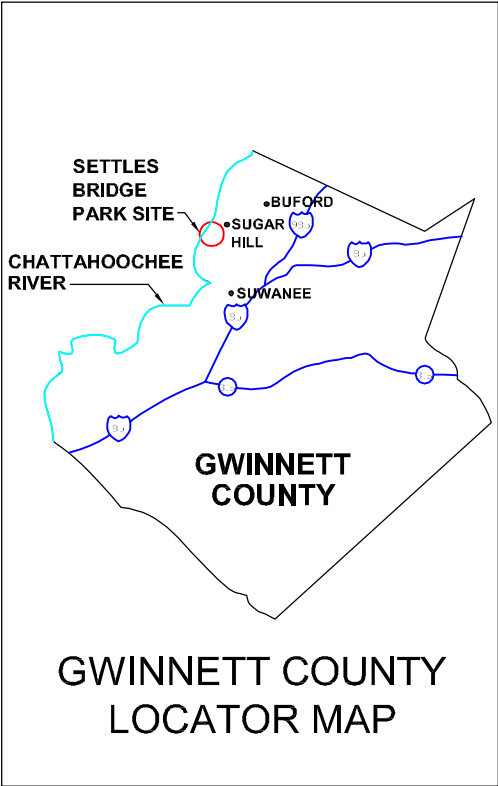 SETTLES
BRIDGE
PARK SITE
BUFORD
SUGAR
HILL
CHATTAHOOCHEE
RIVER
SUWANEE
GWINNETT
COUNTY
GWINNETT COUNTY
LOCATOR MAP